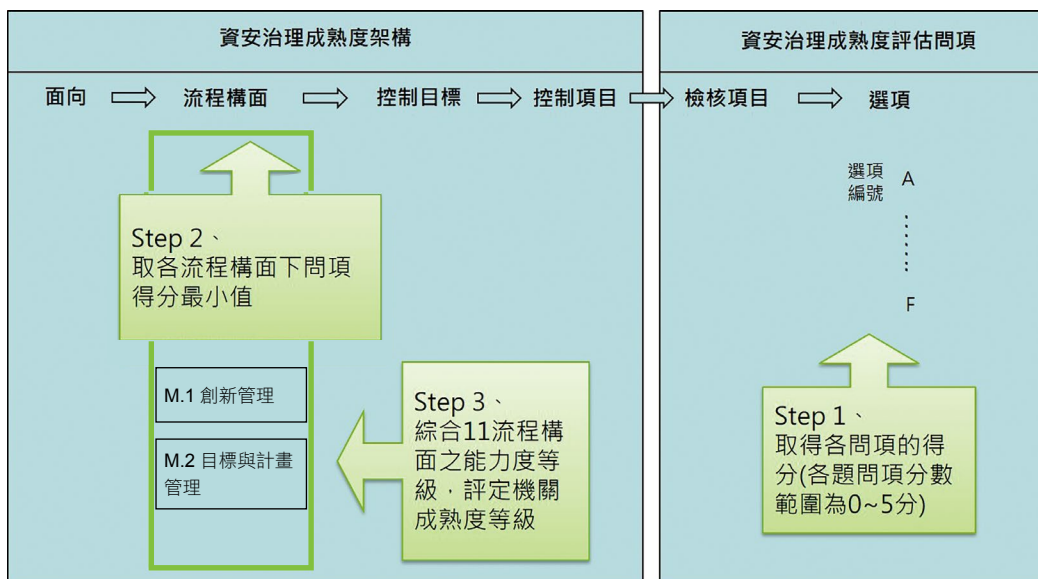 資安治理成熟度架構
資安治理成熟度評估問項
面向
流程構面
控制目標
控制項目
檢核項目
選項
選項
編號
A
F
Step 2、
取各流程構面下問項
得分最小值
M.1 創新管理
M.2 目標與計畫
管理
Step 3、
綜合11流程構
面之能力度等
級，評定機關
成熟度等級
Step 1、
取得各問項的得
分(各題問項分數
範圍為0~5分)